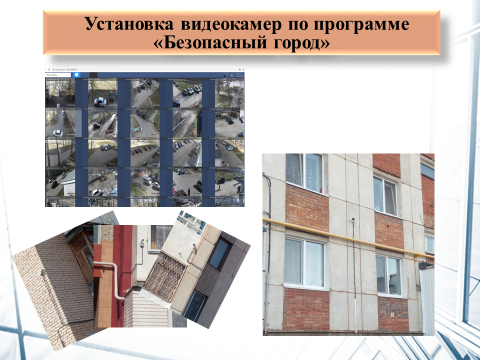 Установка видеокамер по программе
«Безопасный город»